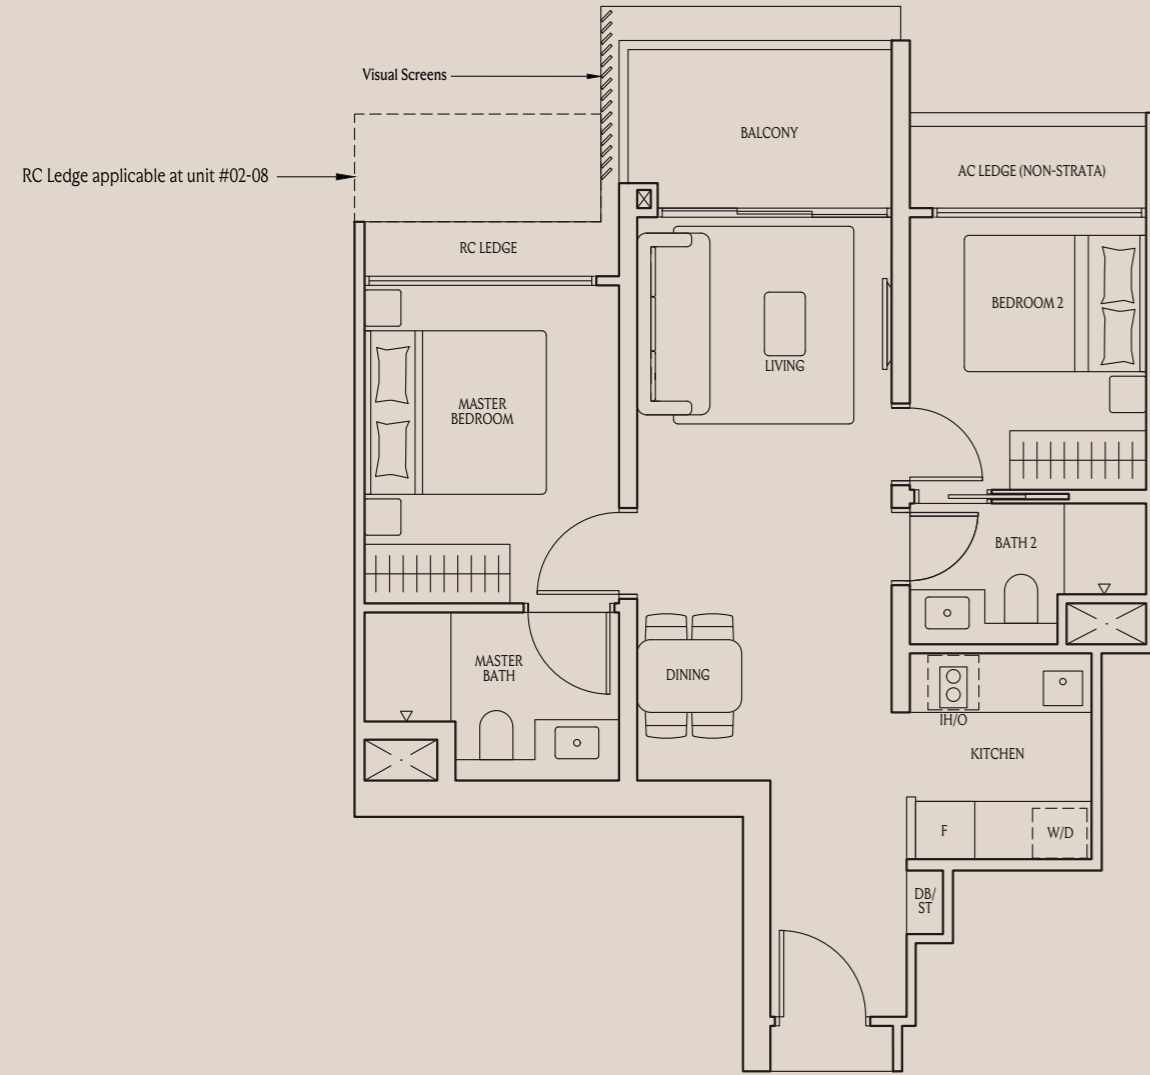 Visual Screens
BALCONY
RC Ledge applicable at unit #02-08
AC LEDGE (NON-STRATA)
RC LEDGE
BEDROOM 2
LIVING
MASTER
BEDROOM
BATH 2
MASTER
BATH
DINING
IH/O
KITCHEN
F
W/D
DB/
ST